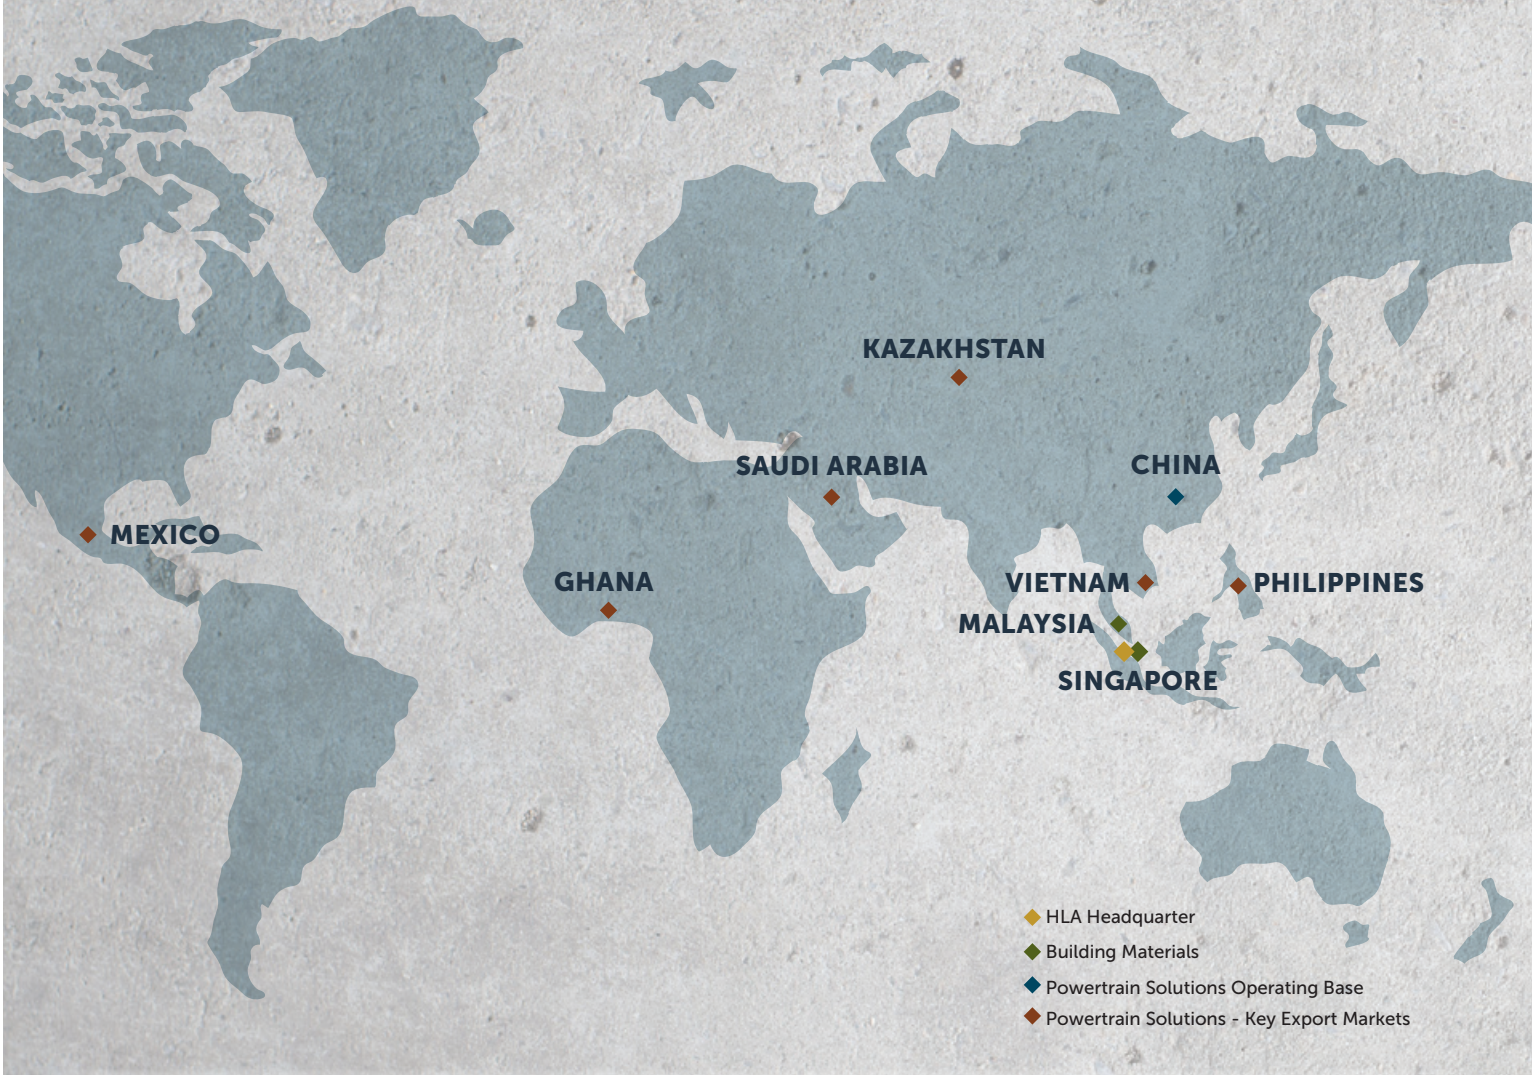 KAZAKHSTAN
SAUDI ARABIA
CHINA
MEXICO
GHANA
VIETNAM
PHILIPPINES
MALAYSIA
SINGAPORE
HLA Headquarter
Building Materials
Powertrain Solutions Operating Base
Powertrain Solutions - Key Export Markets